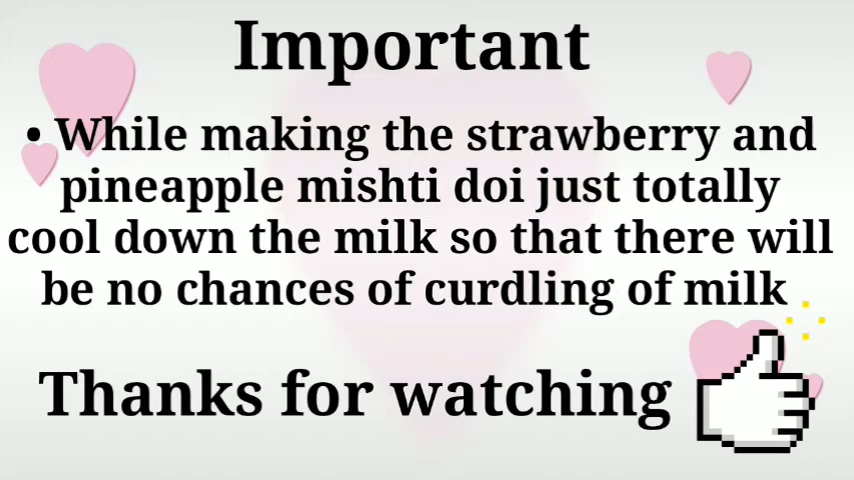 Important
• While making the strawberry and
pineapple mishti doi just totally
cool down the milk so that there will
be no chances of curdling of milk
Thanks for watching